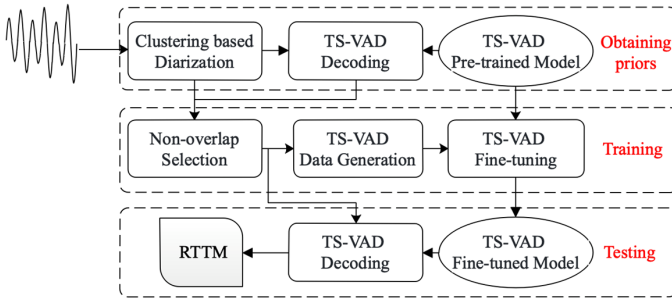 Clustering based
Diarization
TS-VAD
Decoding
TS-VAD
Pre-trained Model
Obtaining
priors
Non-overlap
Selection
TS-VAD
Data Generation
TS-VAD
Fine-tuning
Training
RTTM
TS-VAD
Decoding
TS-VAD
Fine-tuned Model
Testing